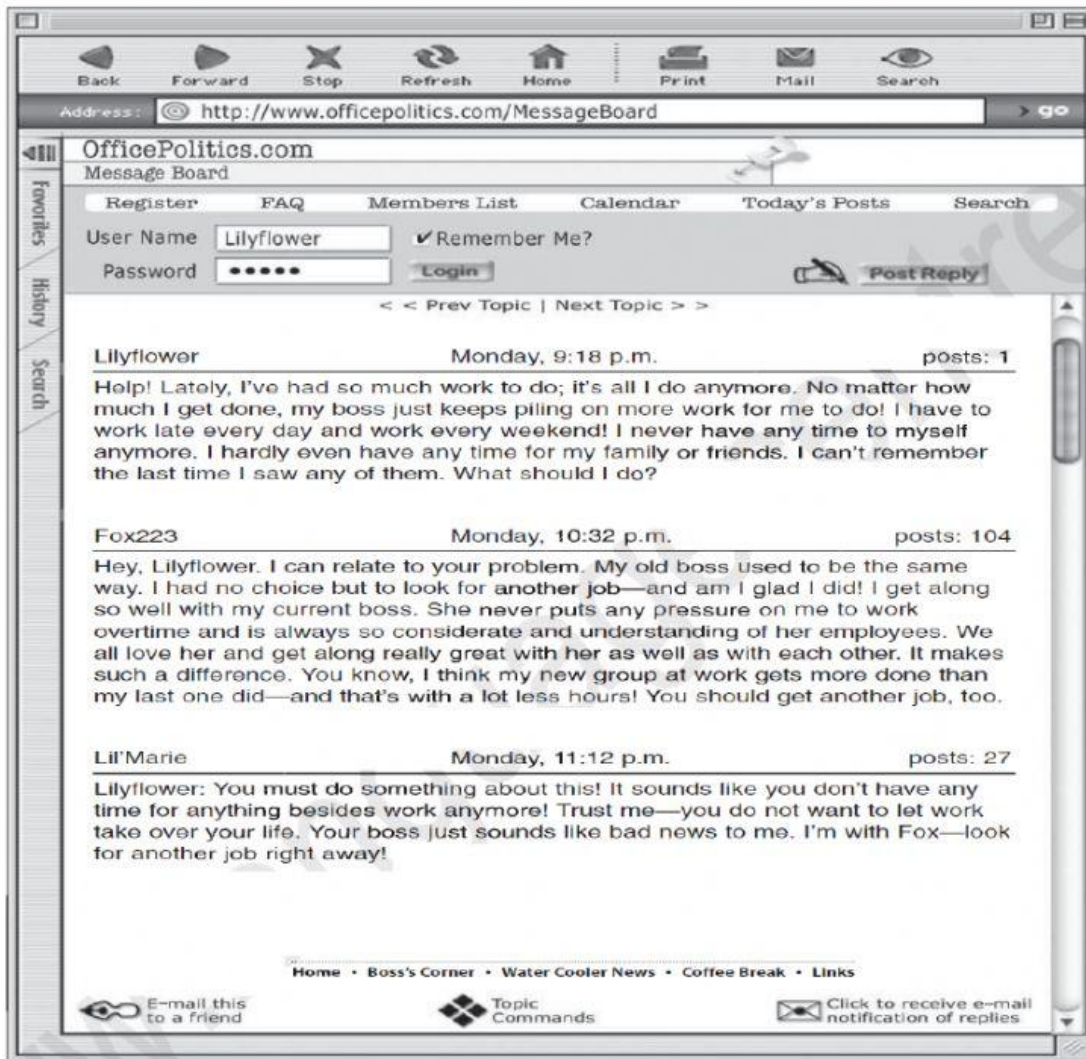 Back Forward Stop Refresh Home Print Mail Search
Address: http://www.officepolitics.com/MessageBoard > go
OfficePolitics.com
Message Board
Register FAQ Members List Calendar Today's Posts Search
User Name Lilyflower ✔Remember Me?
Password ••••• Login Post Reply
Favorites
History
Search
< < Prev Topic | Next Topic > >
Lilyflower Monday, 9:18 p.m. posts: 1
Help! Lately, I've had so much work to do; it's all I do anymore. No matter how
much I get done, my boss just keeps piling on more work for me to do! I have to
work late every day and work every weekend! I never have any time to myself
anymore. I hardly even have any time for my family or friends. I can't remember
the last time I saw any of them. What should I do?
Fox223 Monday, 10:32 p.m. posts: 104
Hey, Lilyflower. I can relate to your problem. My old boss used to be the same
way. I had no choice but to look for another job—and am I glad I did! I get along
so well with my current boss. She never puts any pressure on me to work
overtime and is always so considerate and understanding of her employees. We
all love her and get along really great with her as well as with each other. It makes
such a difference. You know, I think my new group at work gets more done than
my last one did—and that's with a lot less hours! You should get another job, too.
Lil'Marie Monday, 11:12 p.m. posts: 27
Lilyflower: You must do something about this! It sounds like you don't have any
time for anything besides work anymore! Trust me—you do not want to let work
take over your life. Your boss just sounds like bad news to me. I'm with Fox—look
for another job right away!
Home • Boss's Corner • Water Cooler News • Coffee Break • Links
E-mail this
to a friend
Topic
Commands
Click to receive e-mail
notification of replies